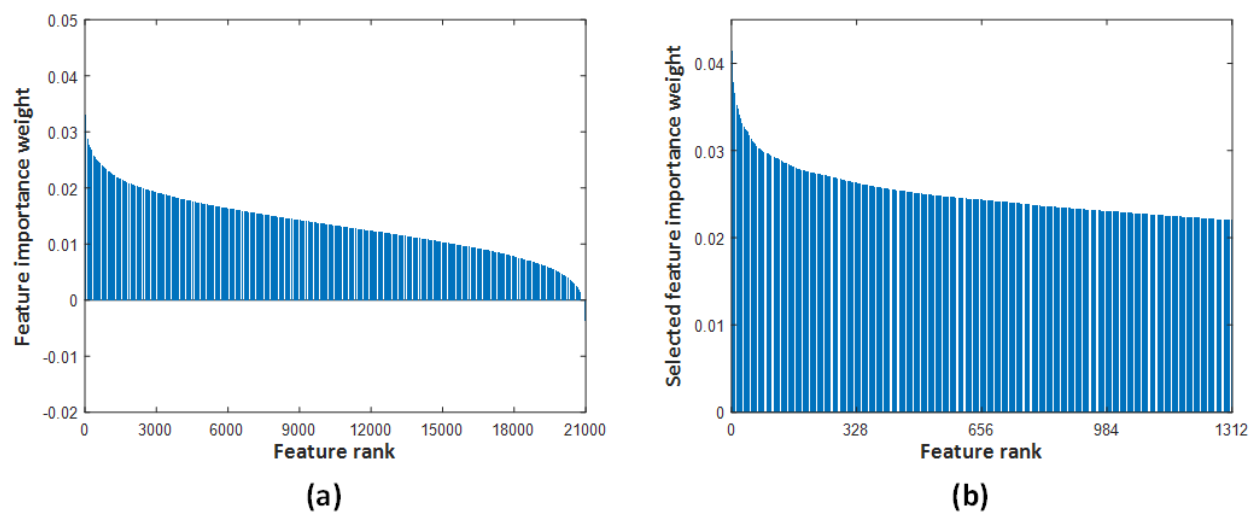 Feature importance weight
0.05
0.04
0.03
0.02
0.01
0
-0.01
-0.02
0 3000 6000 9000 12000 15000 18000 21000
Feature rank
(a)
Selected feature importance weight
0.04
0.03
0.02
0.01
0
0 328 656 984 1312
Feature rank
(b)